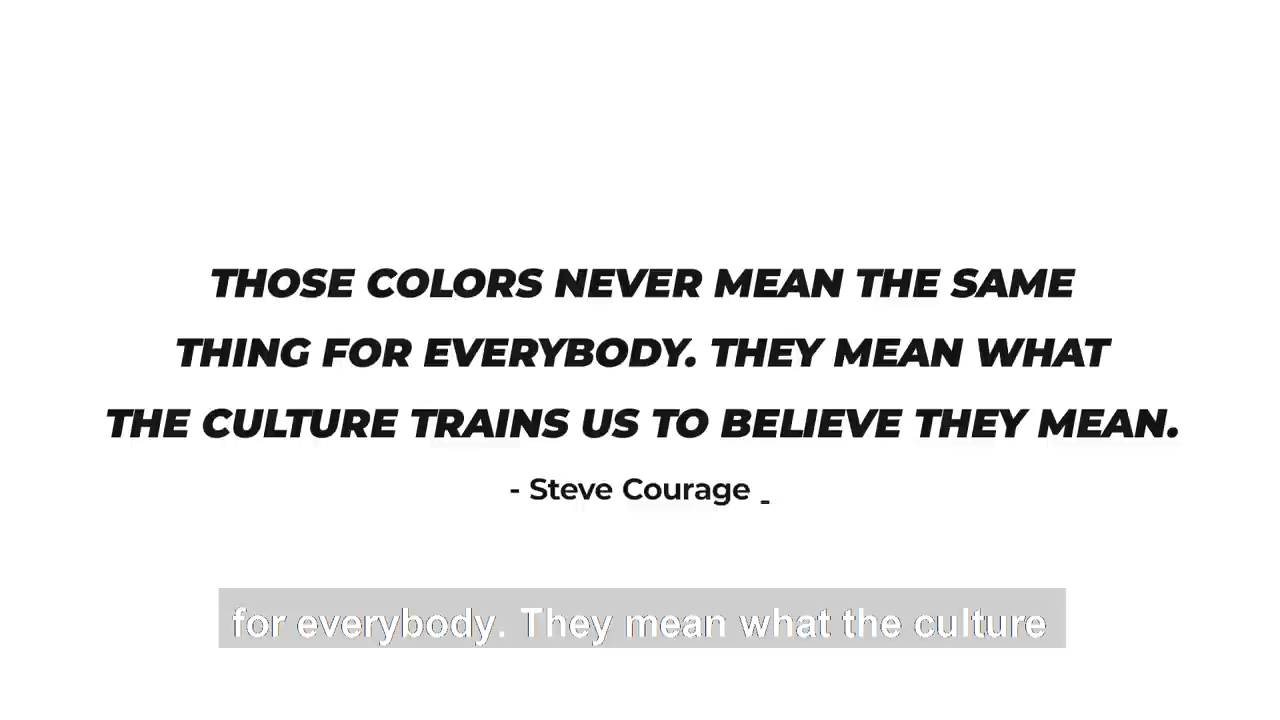 THOSE COLORS NEVER MEAN THE SAME
THING FOR EVERYBODY. THEY MEAN WHAT
THE CULTURE TRAINS US TO BELIEVE THEY MEAN.
- Steve Courage -
for everybody. They mean what the culture